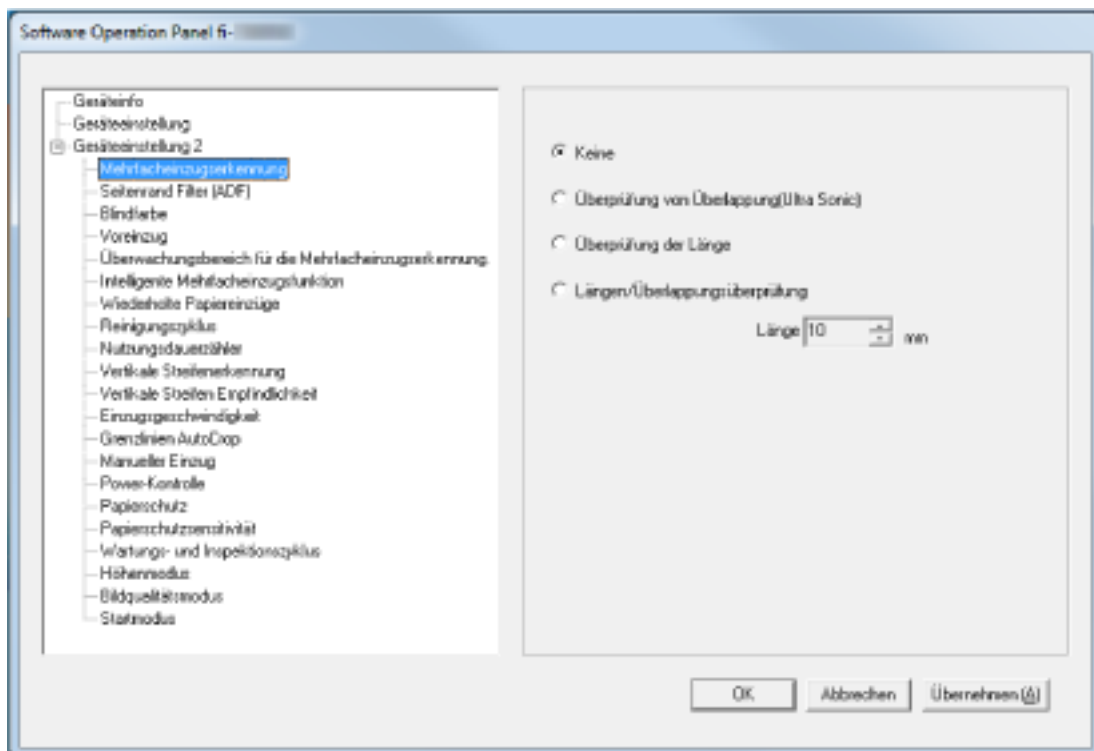 Software Operation Panel fi-
Geräteinfo
Geräteeinstellung
Geräteeinstellung 2
Mehrfacheinzugserkennung
Seitenrand Filter (ADF)
Blindfarbe
Voreinzug
Überwachungsbereich für die Mehrfacheinzugserkennung.
Intelligente Mehrfacheinzugsfunktion
Wiederholte Papiereinzüge
Reinigungszyklus
Nutzungsdauerzähler
Vertikale Streifenerkennung
Vertikale Streifen Empfindlichkeit
Einzugsgeschwindigkeit
Grenzlinien AutoCrop
Manueller Einzug
Power-Kontrolle
Papierschutz
Papierschutzsensitivität
Wartungs- und Inspektionszyklus
Höhenmodus
Bildqualitätsmodus
Startmodus
Keine
Überprüfung von Überlappung(Ultra Sonic)
Überprüfung der Länge
Längen/Überlappungsüberprüfung
Länge 10 mm
OK Abbrechen Übernehmen (A)